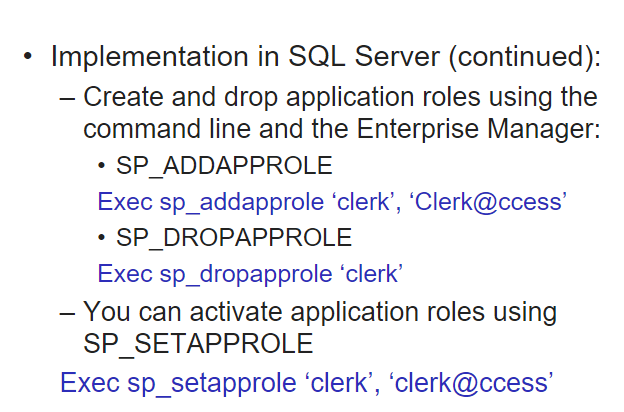 • Implementation in SQL Server (continued):
– Create and drop application roles using the
command line and the Enterprise Manager:
• SP_ADDAPPROLE
Exec sp_addapprole ‘clerk’, ‘Clerk@ccess’
• SP_DROPAPPROLE
Exec sp_dropapprole ‘clerk’
– You can activate application roles using
SP_SETAPPROLE
Exec sp_setapprole ‘clerk’, ‘clerk@ccess’